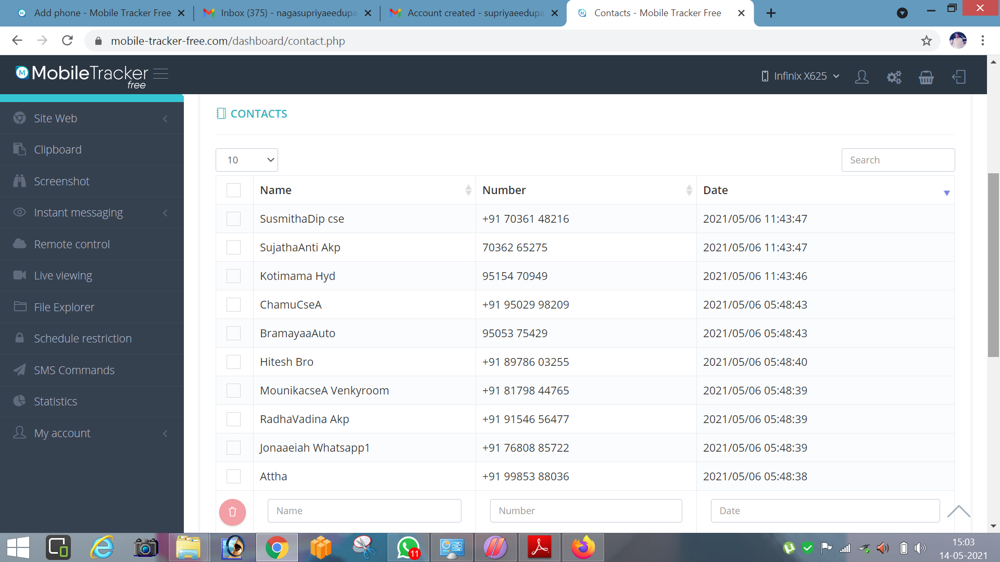 Add phone - Mobile Tracker Free
Inbox (375) - nagasupriyaeedupa
Account created - supriyaeedupa
Contacts - Mobile Tracker Free
mobile-tracker-free.com/dashboard/contact.php
MobileTracker
free
Infinix X625
Site Web
Clipboard
Screenshot
Instant messaging
Remote control
Live viewing
File Explorer
Schedule restriction
SMS Commands
Statistics
My account
CONTACTS
10
Search
Name Number Date
SusmithaDip cse +91 70361 48216 2021/05/06 11:43:47
SujathaAnti Akp 70362 65275 2021/05/06 11:43:47
Kotimama Hyd 95154 70949 2021/05/06 11:43:46
ChamuCseA +91 95029 98209 2021/05/06 05:48:43
BramayaaAuto 95053 75429 2021/05/06 05:48:43
Hitesh Bro +91 89786 03255 2021/05/06 05:48:40
MounikacseA Venkyroom +91 81798 44765 2021/05/06 05:48:39
RadhaVadina Akp +91 91546 56477 2021/05/06 05:48:39
Jonaaeiah Whatsapp1 +91 76808 85722 2021/05/06 05:48:39
Attha +91 99853 88036 2021/05/06 05:48:38
Name Number Date
11
15:03
14-05-2021